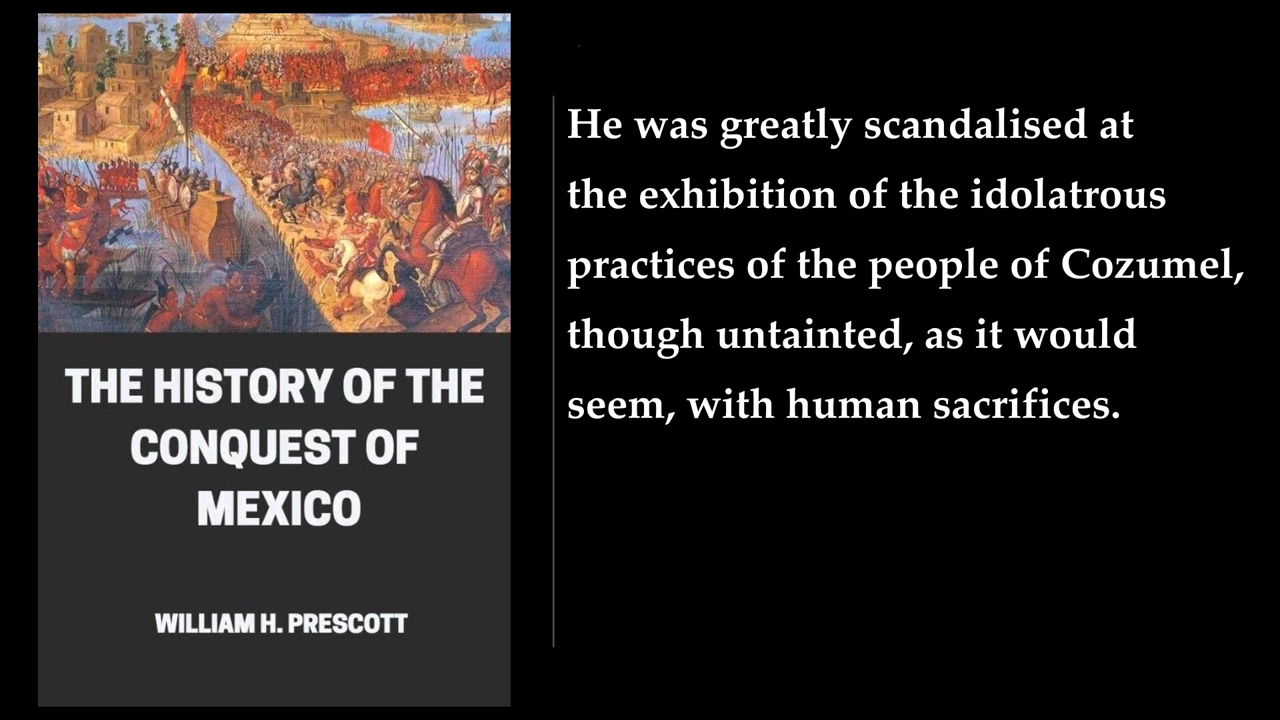 THE HISTORY OF THE
CONQUEST OF
MEXICO
WILLIAM H. PRESCOTT
He was greatly scandalised at
the exhibition of the idolatrous
practices of the people of Cozumel,
though untainted, as it would
seem, with human sacrifices.